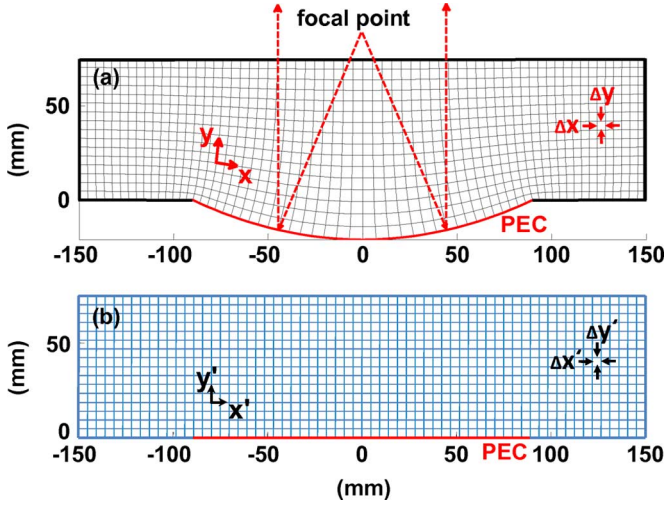 focal point
(a)
Δy
Δx
y
x
PEC
50
0
(mm)
-150 -100 -50 0 50 100 150
(b)
Δy´
Δx´
y'
x'
PEC
50
0
(mm)
-150 -100 -50 0 50 100 150
(mm)